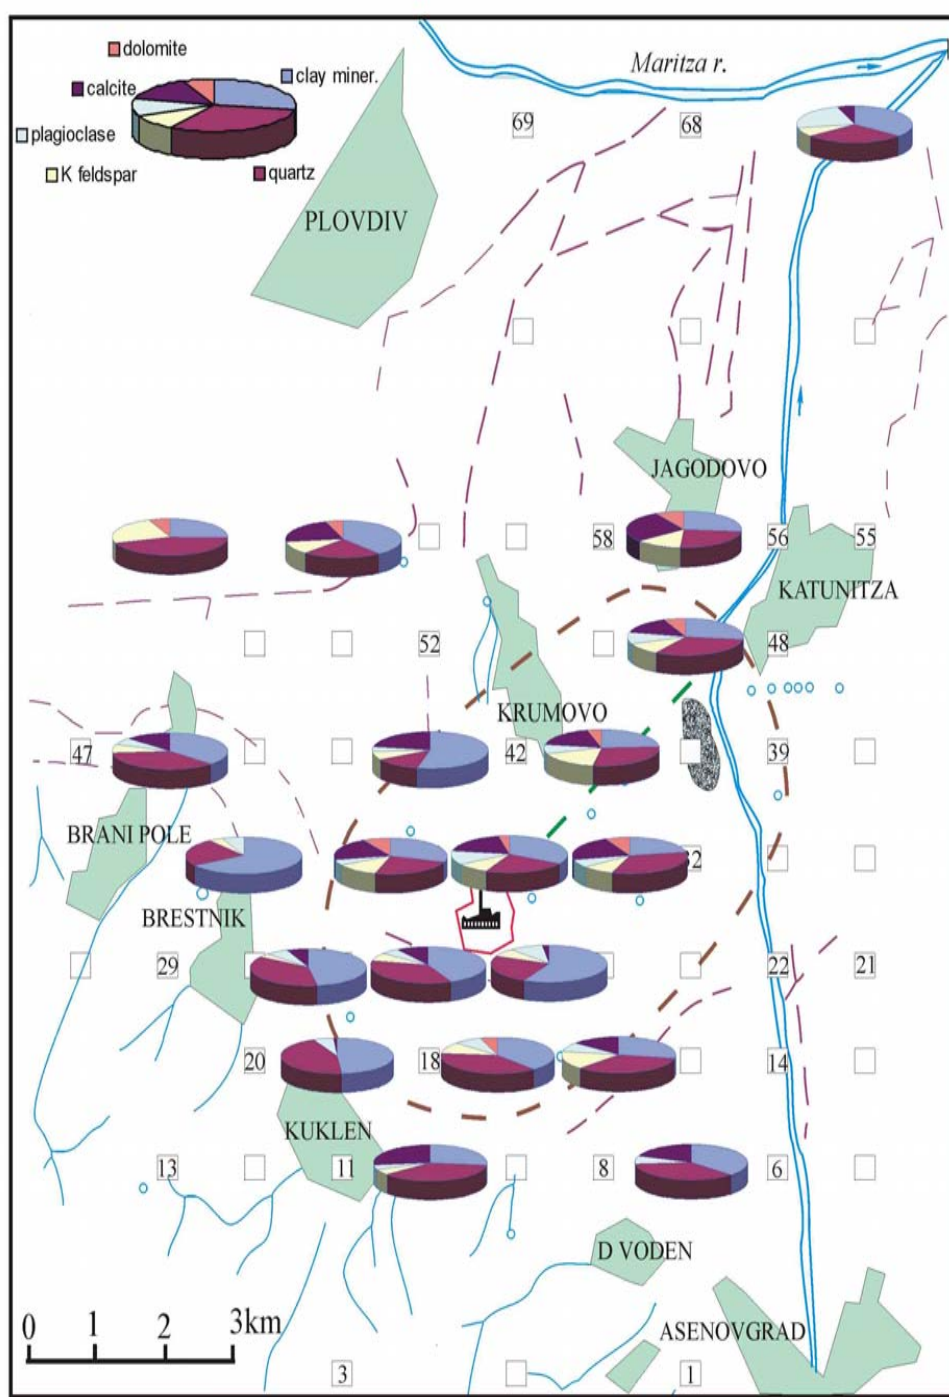 dolomite
Maritza r.
calcite
clay miner.
plagioclase
69
68
K feldspar
quartz
PLOVDIV
JAGODOVO
58
56
55
KATUNITZA
52
48
KRUMOVO
47
42
39
BRANI POLE
32
BRESTNIK
29
22
21
20
18
14
KUKLEN
13
11
8
6
D VODEN
0 1 2 3km
ASENOVGRAD
3
1